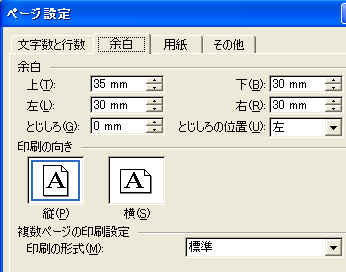 ページ設定
文字数と行数 余白 用紙 その他
余白
上(T): 35 mm 下(B): 30 mm
左(L): 30 mm 右(R): 30 mm
とじしろ(G): 0 mm とじしろの位置(U): 左
印刷の向き
A A
縦(P) 横(S)
複数ページの印刷設定
印刷の形式(M): 標準